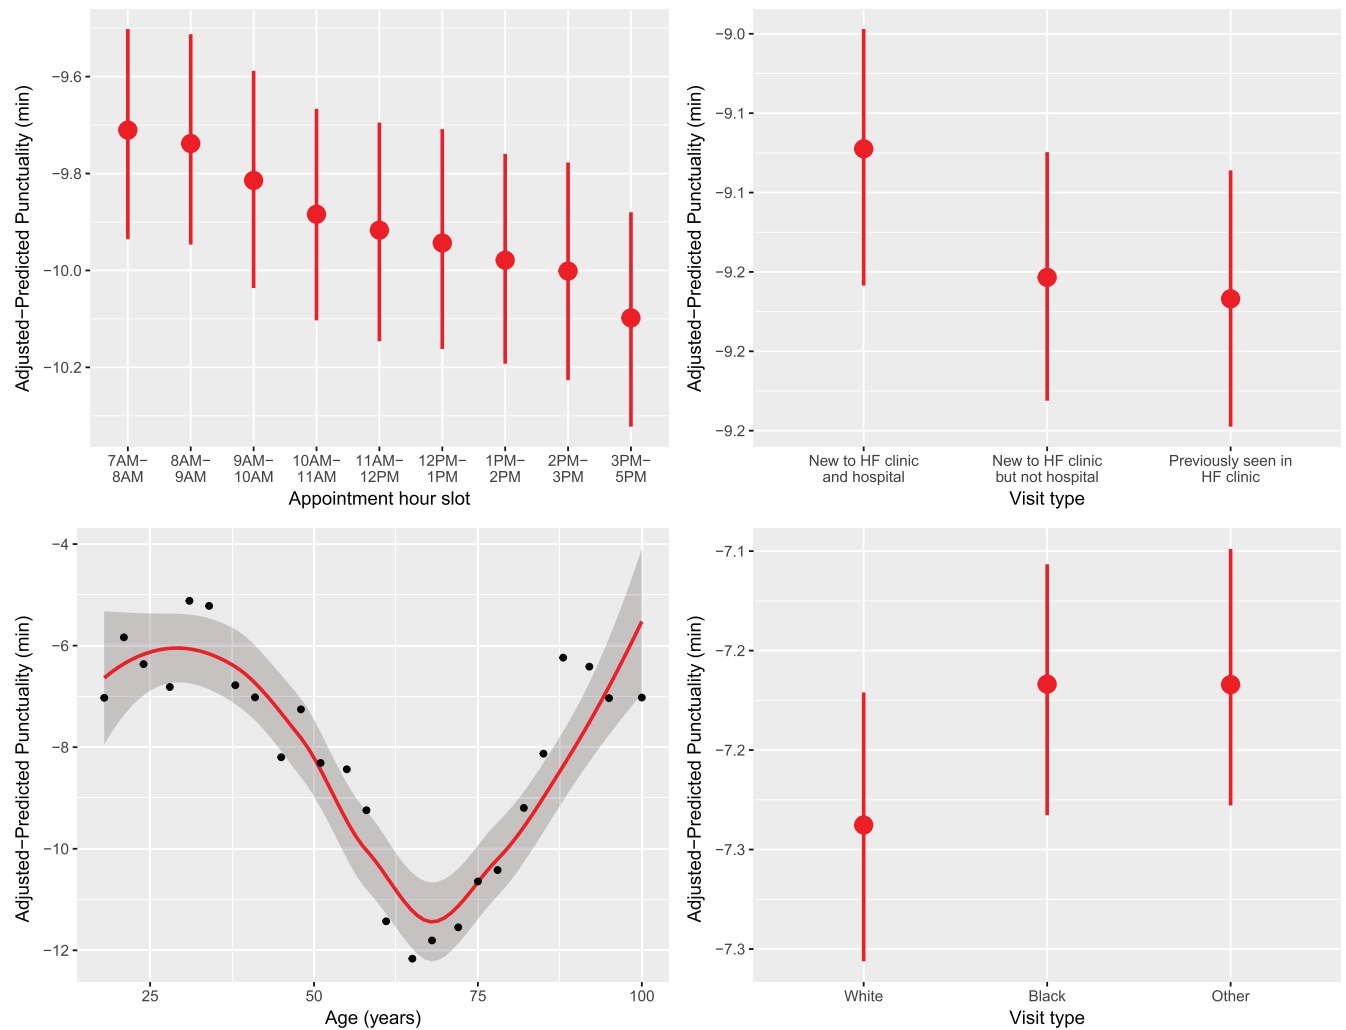 Adjusted−Predicted Punctuality (min)
−9.6
−9.8
−10.0
−10.2
7AM−
8AM
8AM−
9AM
9AM−
10AM
10AM−
11AM
11AM−
12PM
12PM−
1PM
1PM−
2PM
2PM−
3PM
3PM−
5PM
Appointment hour slot
Adjusted−Predicted Punctuality (min)
−9.0
−9.1
−9.1
−9.2
−9.2
−9.2
New to HF clinic
and hospital
New to HF clinic
but not hospital
Previously seen in
HF clinic
Visit type
Adjusted−Predicted Punctuality (min)
−4
−6
−8
−10
−12
25
50
75
100
Age (years)
Adjusted−Predicted Punctuality (min)
−7.1
−7.2
−7.2
−7.3
−7.3
White
Black
Other
Visit type